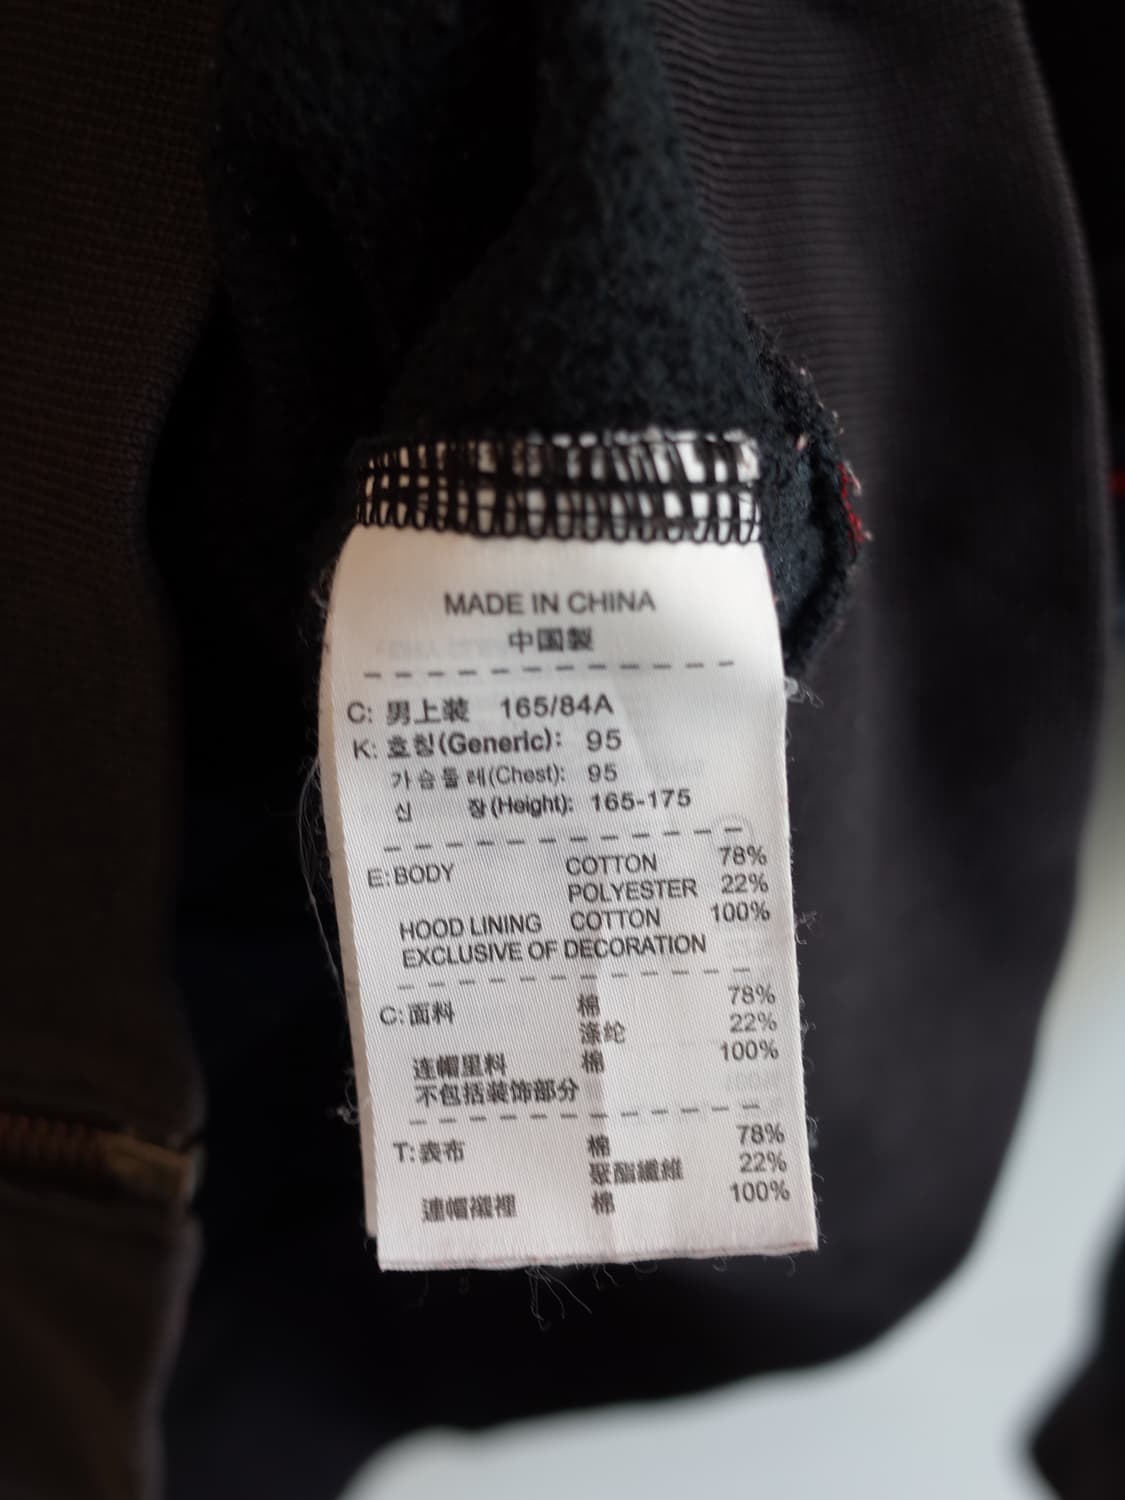 MADE IN CHINA
中国製
C: 男上装 165/84A
K: 호칭(Generic): 95
가슴둘레(Chest): 95
신 장(Height): 165-175
E:BODY COTTON 78%
POLYESTER 22%
HOOD LINING COTTON 100%
EXCLUSIVE OF DECORATION
C:面料 棉 78%
涤纶 22%
连帽里料 棉 100%
不包括装饰部分
T:表布 棉 78%
聚酯纖維 22%
連帽襯裡 棉 100%